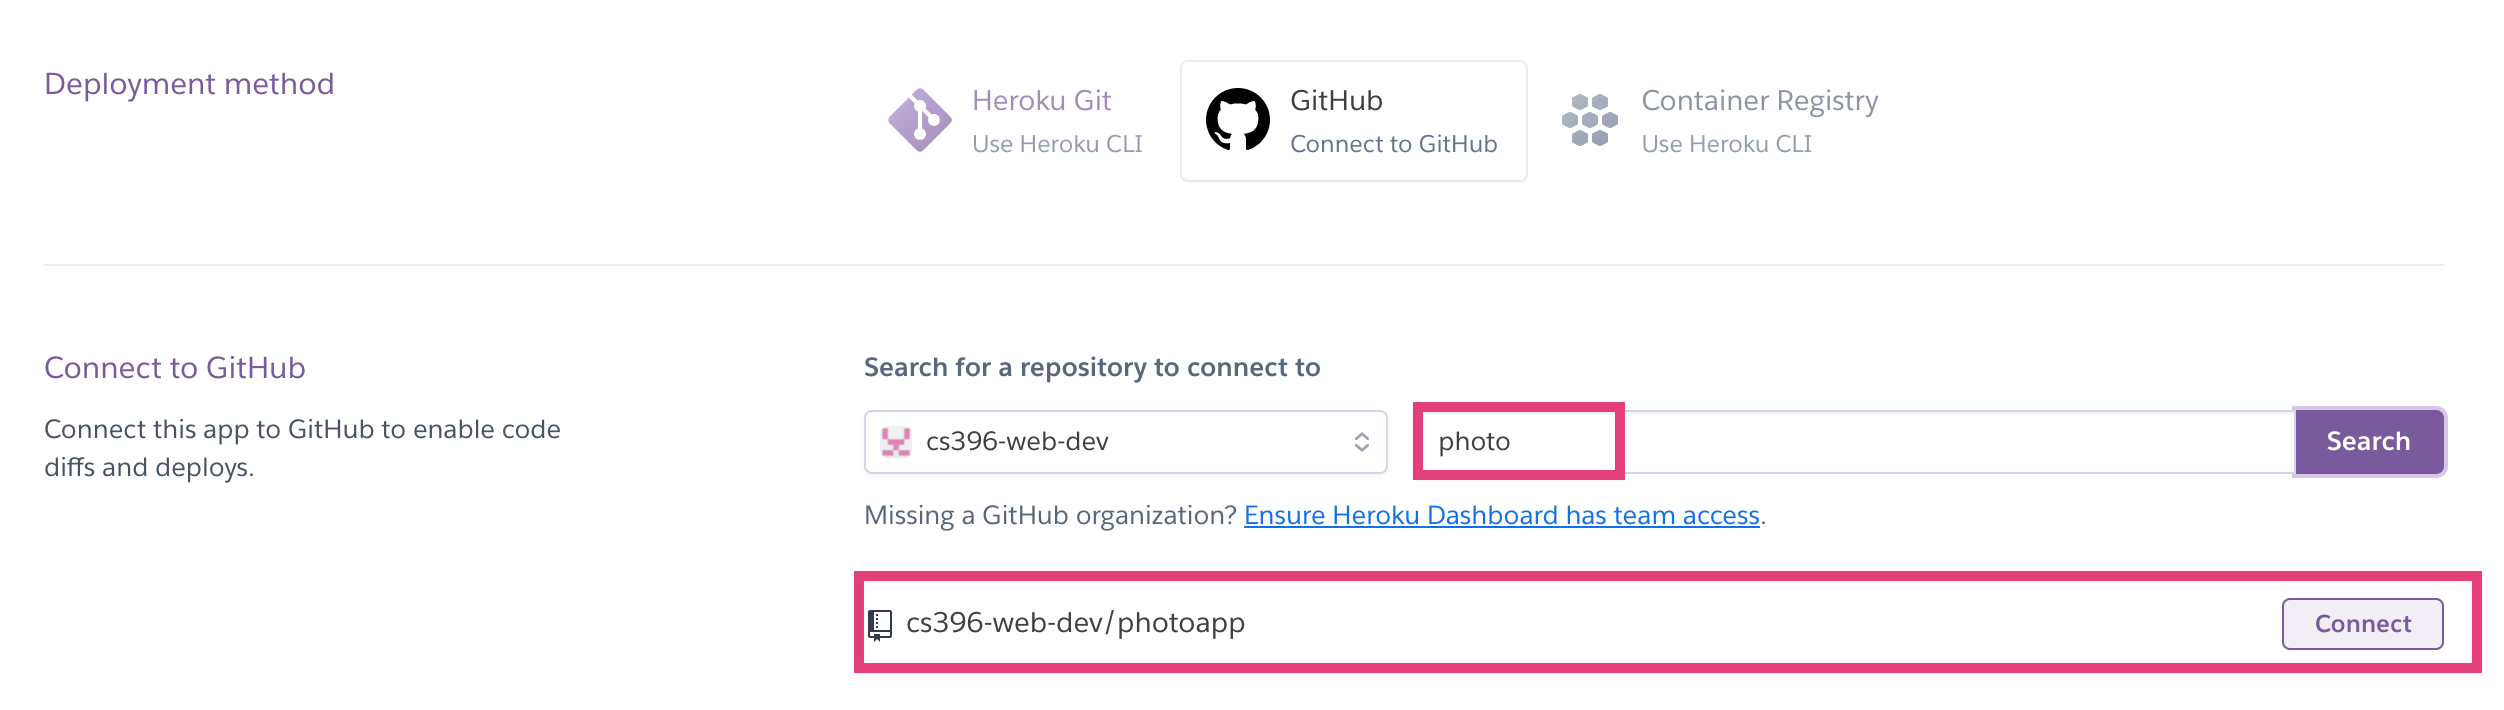 Deployment method
Heroku Git
Use Heroku CLI
GitHub
Connect to GitHub
Container Registry
Use Heroku CLI
Connect to GitHub
Connect this app to GitHub to enable code
diffs and deploys.
Search for a repository to connect to
cs396-web-dev
photo
Search
Missing a GitHub organization? Ensure Heroku Dashboard has team access.
cs396-web-dev/photoapp
Connect